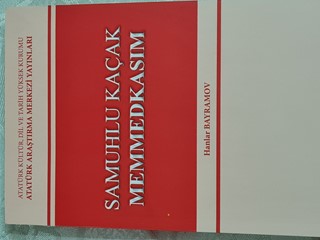 ATATÜRK KÜLTÜR, DİL VE TARİH YÜKSEK KURUMU
ATATÜRK ARAŞTIRMA MERKEZİ YAYINLARI
SAMUHLU KAÇAK
MEMMEDKASIM
Hanlar BAYRAMOV